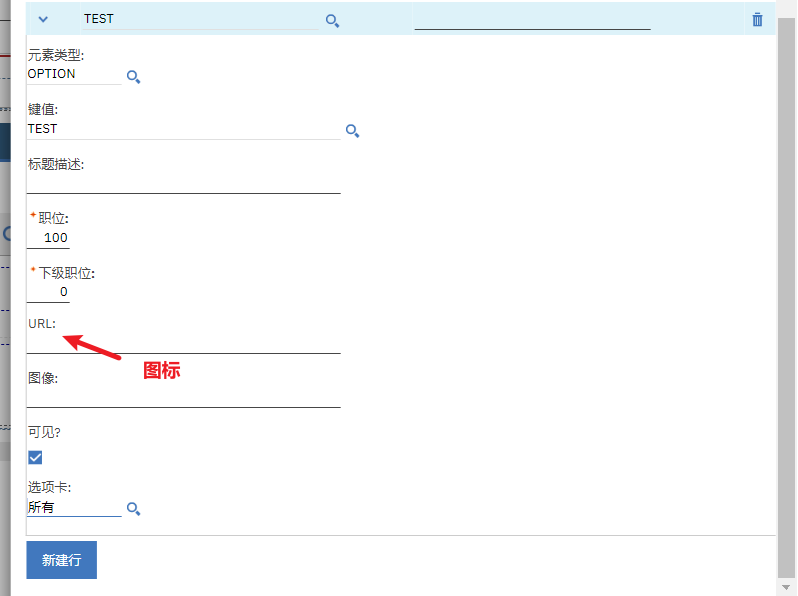 TEST
元素类型:
OPTION
键值:
TEST
标题描述:
*职位:
100
*下级职位:
0
URL:
图标
图像:
可见?
选项卡:
所有
新建行